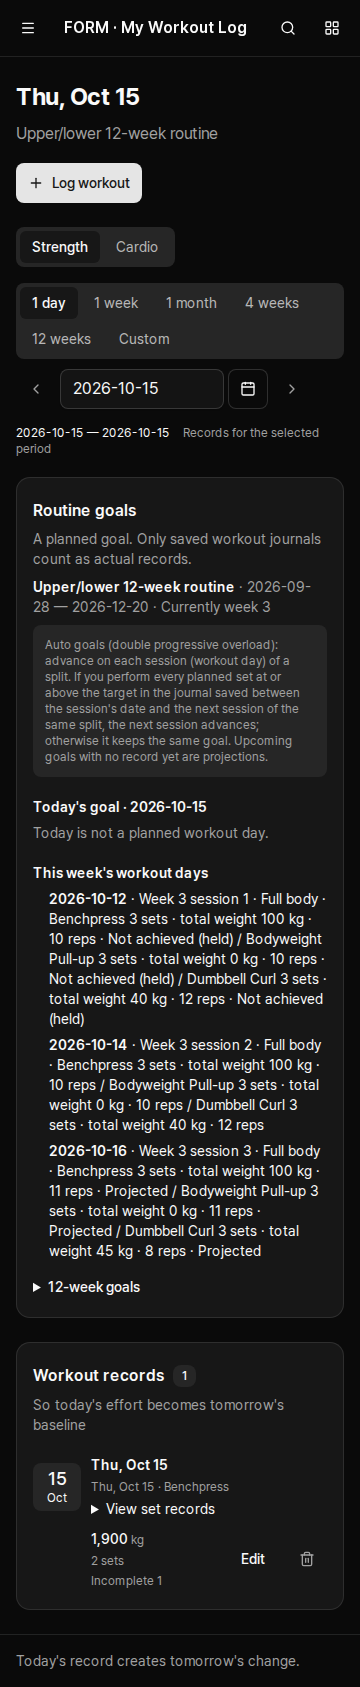 FORM · My Workout Log
Thu, Oct 15
Upper/lower 12-week routine
Log workout
Strength Cardio
1 day 1 week 1 month 4 weeks
12 weeks Custom
2026-10-15
2026-10-15 — 2026-10-15 Records for the selected
period
Routine goals
A planned goal. Only saved workout journals
count as actual records.
Upper/lower 12-week routine · 2026-09-
28 — 2026-12-20 · Currently week 3
Auto goals (double progressive overload):
advance on each session (workout day) of a
split. If you perform every planned set at or
above the target in the journal saved between
the session's date and the next session of the
same split, the next session advances;
otherwise it keeps the same goal. Upcoming
goals with no record yet are projections.
Today's goal · 2026-10-15
Today is not a planned workout day.
This week's workout days
2026-10-12 · Week 3 session 1 · Full body ·
Benchpress 3 sets · total weight 100 kg ·
10 reps · Not achieved (held) / Bodyweight
Pull-up 3 sets · total weight 0 kg · 10 reps ·
Not achieved (held) / Dumbbell Curl 3 sets ·
total weight 40 kg · 12 reps · Not achieved
(held)
2026-10-14 · Week 3 session 2 · Full body
· Benchpress 3 sets · total weight 100 kg ·
10 reps / Bodyweight Pull-up 3 sets · total
weight 0 kg · 10 reps / Dumbbell Curl 3
sets · total weight 40 kg · 12 reps
2026-10-16 · Week 3 session 3 · Full body
· Benchpress 3 sets · total weight 100 kg ·
11 reps · Projected / Bodyweight Pull-up 3
sets · total weight 0 kg · 11 reps ·
Projected / Dumbbell Curl 3 sets · total
weight 45 kg · 8 reps · Projected
12-week goals
Workout records 1
So today's effort becomes tomorrow's
baseline
15
Oct
Thu, Oct 15
Thu, Oct 15 · Benchpress
View set records
1,900 kg
2 sets
Incomplete 1
Edit
Today's record creates tomorrow's change.